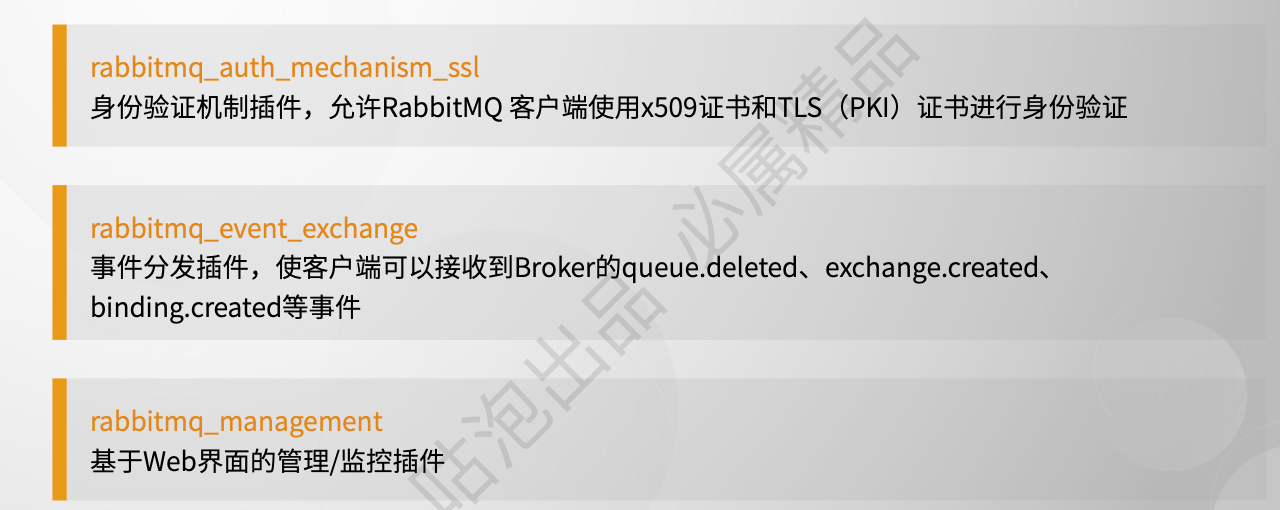 rabbitmq_auth_mechanism_ssl
身份验证机制插件，允许RabbitMQ 客户端使用x509证书和TLS（PKI）证书进行身份验证
rabbitmq_event_exchange
事件分发插件，使客户端可以接收到Broker的queue.deleted、exchange.created、
binding.created等事件
rabbitmq_management
基于Web界面的管理/监控插件
咕泡出品 必属精品